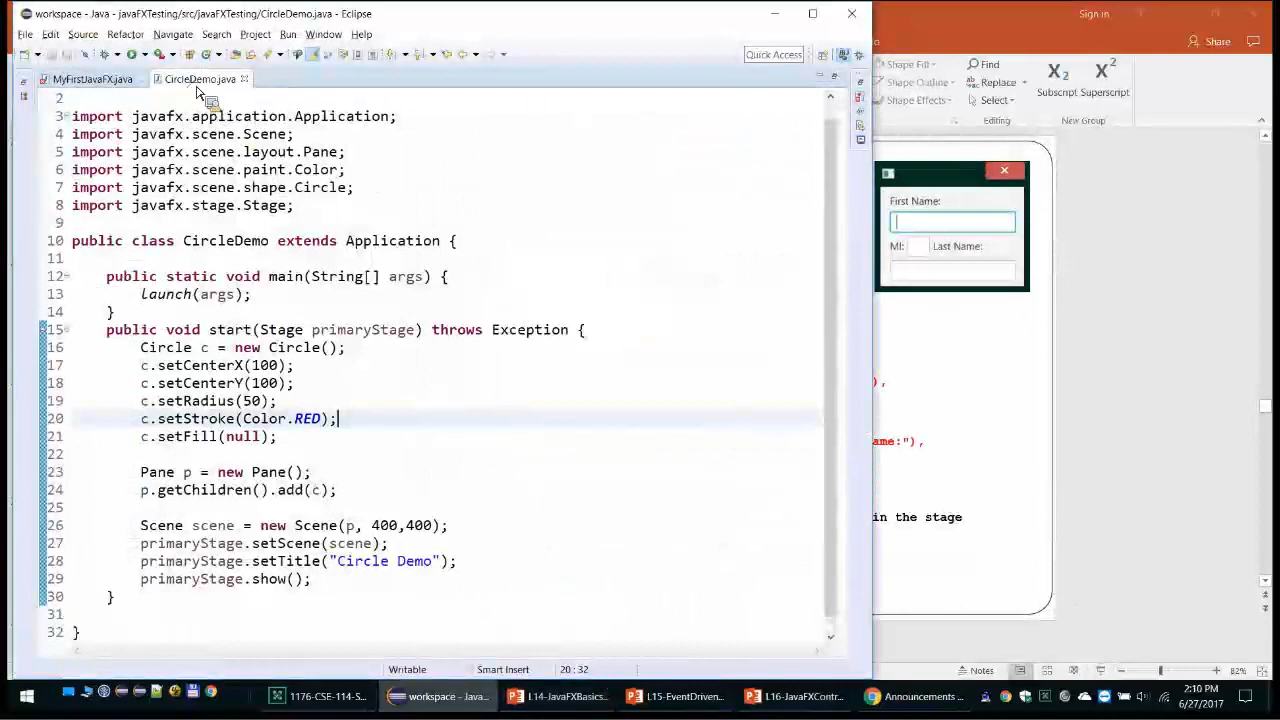 workspace - Java - javaFXTesting/src/javaFXTesting/CircleDemo.java - Eclipse
Sign in
File Edit Source Refactor Navigate Search Project Run Window Help
Share
Quick Access
MyFirstJavaFX.java CircleDemo.java
Shape Fill
Shape Outline
Shape Effects
Find
Replace
Select
Editing
Subscript Superscript
New Group
2
3 import javafx.application.Application;
4 import javafx.scene.Scene;
5 import javafx.scene.layout.Pane;
6 import javafx.scene.paint.Color;
7 import javafx.scene.shape.Circle;
8 import javafx.stage.Stage;
9
10 public class CircleDemo extends Application {
11
12 public static void main(String[] args) {
13 launch(args);
14 }
15 public void start(Stage primaryStage) throws Exception {
16 Circle c = new Circle();
17 c.setCenterX(100);
18 c.setCenterY(100);
19 c.setRadius(50);
20 c.setStroke(Color.RED);
21 c.setFill(null);
22
23 Pane p = new Pane();
24 p.getChildren().add(c);
25
26 Scene scene = new Scene(p, 400,400);
27 primaryStage.setScene(scene);
28 primaryStage.setTitle("Circle Demo");
29 primaryStage.show();
30 }
31
32 }
First Name:
MI: Last Name:
),
ame:"),
in the stage
Writable Smart Insert 20 : 32
Notes 82%
1176-CSE-114-S... workspace - Java... L14-JavaFXBasics... L15-EventDriven... L16-JavaFXContr... Announcements ...
2:10 PM
6/27/2017